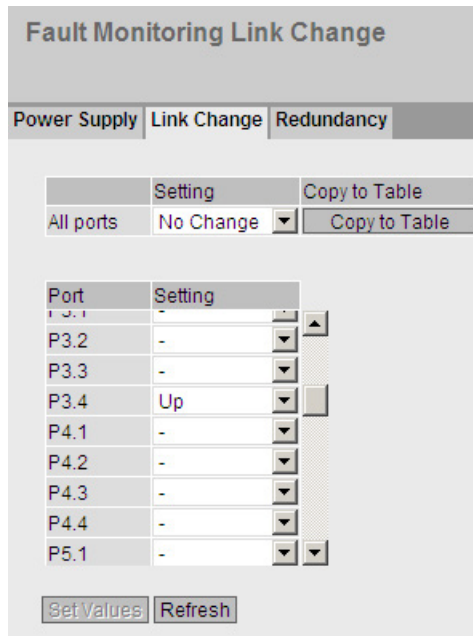 Fault Monitoring Link Change
Power Supply Link Change Redundancy
Setting Copy to Table
All ports No Change Copy to Table
Port Setting
P3.2 -
P3.3 -
P3.4 Up
P4.1 -
P4.2 -
P4.3 -
P4.4 -
P5.1 -
Set Values Refresh